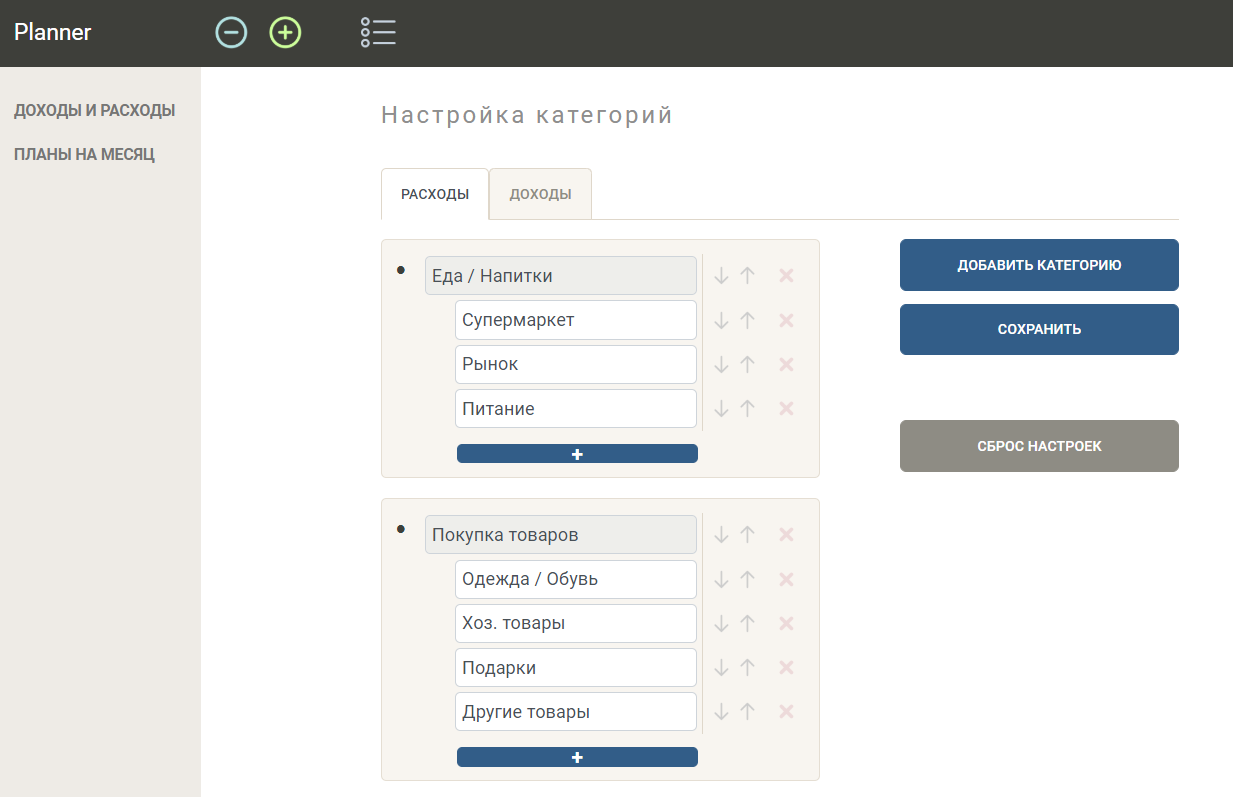 Planner
ДОХОДЫ И РАСХОДЫ
ПЛАНЫ НА МЕСЯЦ
Настройка категорий
РАСХОДЫ
ДОХОДЫ
Еда / Напитки
Супермаркет
Рынок
Питание
Покупка товаров
Одежда / Обувь
Хоз. товары
Подарки
Другие товары
ДОБАВИТЬ КАТЕГОРИЮ
СОХРАНИТЬ
СБРОС НАСТРОЕК